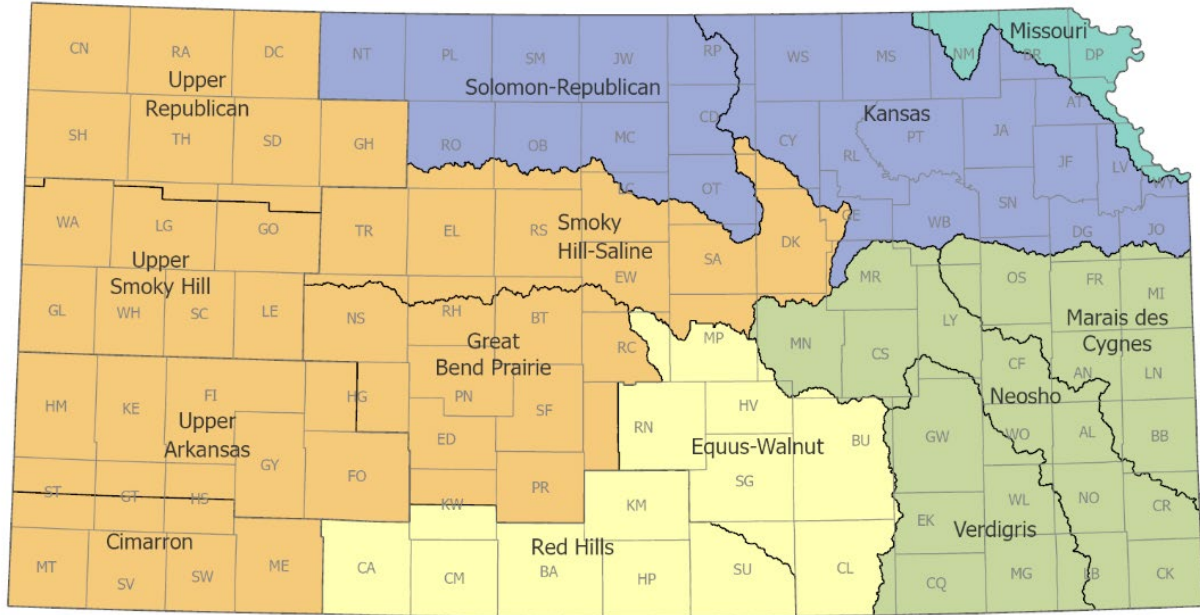 CN RA DC NT PL SM JW RP WS MS NM BR DP
Missouri
Upper
Republican
Solomon-Republican
Kansas
SH TH SD GH RO OB MC CD CY RL PT JA AT JF LV WY
WA LG GO TR EL RS LC OT DK GE WB SN DG JO
Upper
Smoky Hill
Smoky
Hill-Saline
EW SA MR OS FR MI
GL WH SC LE NS RH BT RC MP MN CS LY CF AN LN
Great
Bend Prairie
Marais des
Cygnes
Neosho
HM KE FI HG PN SF RN HV BU GW WO AL BB
Upper
Arkansas
Equus-Walnut
GY FO ED PR SG
ST GT HS KW KM EK WL NO CR
Cimarron
Red Hills
Verdigris
MT SV SW ME CA CM BA HP SU CL CQ MG LB CK